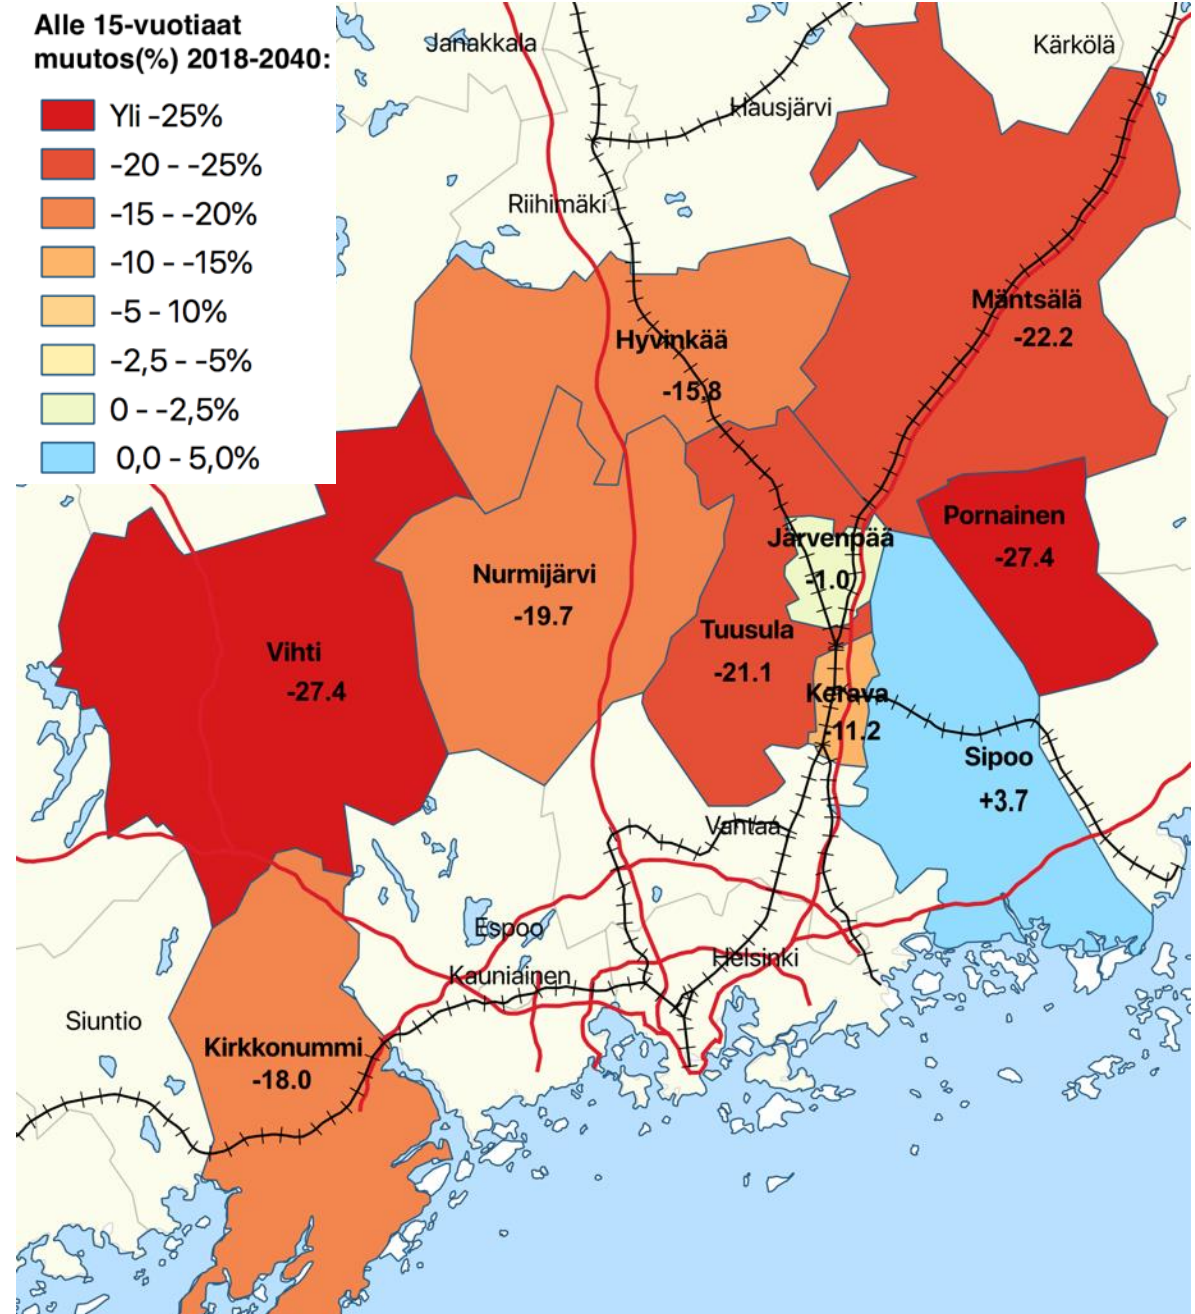 Alle 15-vuotiaat
muutos(%) 2018-2040:
Yli -25%
-20 - -25%
-15 - -20%
-10 - -15%
-5 - 10%
-2,5 - -5%
0 - -2,5%
0,0 - 5,0%
Janakkala
Kärkölä
Hausjärvi
Riihimäki
Mäntsälä
-22.2
Hyvinkää
-15,8
Pornainen
-27.4
Järvenpää
-1.0
Nurmijärvi
-19.7
Tuusula
-21.1
Vihti
-27.4
Kerava
-11.2
Sipoo
+3.7
Vantaa
Espoo
Helsinki
Kauniainen
Siuntio
Kirkkonummi
-18.0